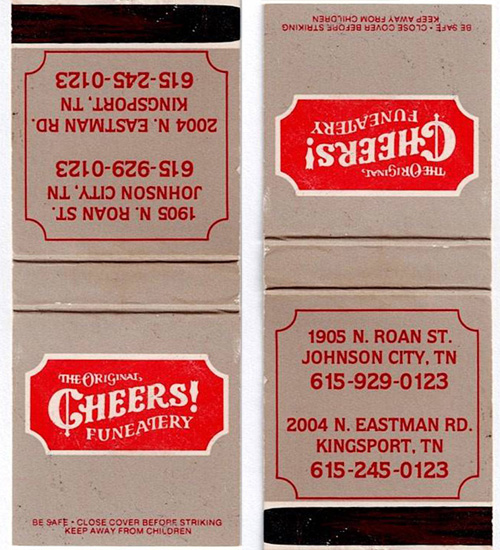 1905 N. ROAN ST.
JOHNSON CITY, TN
615-929-0123
2004 N. EASTMAN RD.
KINGSPORT, TN
615-245-0123
THE ORIGINAL
CHEERS!
FUNEATERY
BE SAFE • CLOSE COVER BEFORE STRIKING
KEEP AWAY FROM CHILDREN
BE SAFE • CLOSE COVER BEFORE STRIKING
KEEP AWAY FROM CHILDREN
THE ORIGINAL
CHEERS!
FUNEATERY
1905 N. ROAN ST.
JOHNSON CITY, TN
615-929-0123
2004 N. EASTMAN RD.
KINGSPORT, TN
615-245-0123